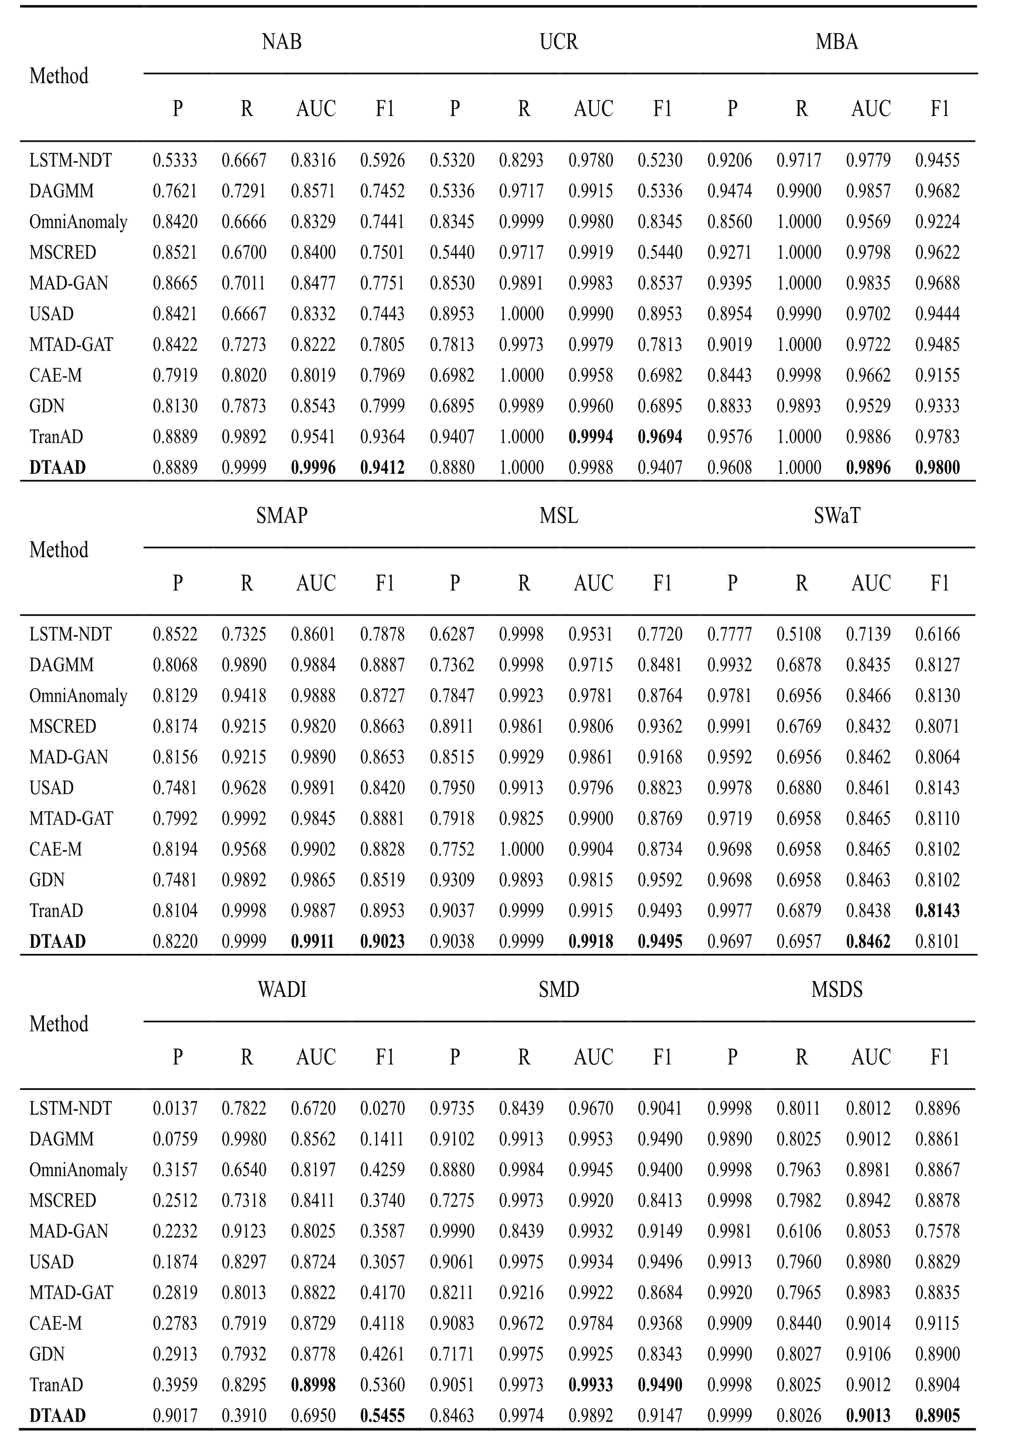 NAB UCR MBA
Method
P R AUC F1 P R AUC F1 P R AUC F1
LSTM-NDT 0.5333 0.6667 0.8316 0.5926 0.5320 0.8293 0.9780 0.5230 0.9206 0.9717 0.9779 0.9455
DAGMM 0.7621 0.7291 0.8571 0.7452 0.5336 0.9717 0.9915 0.5336 0.9474 0.9900 0.9857 0.9682
OmniAnomaly 0.8420 0.6666 0.8329 0.7441 0.8345 0.9999 0.9980 0.8345 0.8560 1.0000 0.9569 0.9224
MSCRED 0.8521 0.6700 0.8400 0.7501 0.5440 0.9717 0.9919 0.5440 0.9271 1.0000 0.9798 0.9622
MAD-GAN 0.8665 0.7011 0.8477 0.7751 0.8530 0.9891 0.9983 0.8537 0.9395 1.0000 0.9835 0.9688
USAD 0.8421 0.6667 0.8332 0.7443 0.8953 1.0000 0.9990 0.8953 0.8954 0.9990 0.9702 0.9444
MTAD-GAT 0.8422 0.7273 0.8222 0.7805 0.7813 0.9973 0.9979 0.7813 0.9019 1.0000 0.9722 0.9485
CAE-M 0.7919 0.8020 0.8019 0.7969 0.6982 1.0000 0.9958 0.6982 0.8443 0.9998 0.9662 0.9155
GDN 0.8130 0.7873 0.8543 0.7999 0.6895 0.9989 0.9960 0.6895 0.8833 0.9893 0.9529 0.9333
TranAD 0.8889 0.9892 0.9541 0.9364 0.9407 1.0000 0.9994 0.9694 0.9576 1.0000 0.9886 0.9783
DTAAD 0.8889 0.9999 0.9996 0.9412 0.8880 1.0000 0.9988 0.9407 0.9608 1.0000 0.9896 0.9800
SMAP MSL SWaT
Method
P R AUC F1 P R AUC F1 P R AUC F1
LSTM-NDT 0.8522 0.7325 0.8601 0.7878 0.6287 0.9998 0.9531 0.7720 0.7777 0.5108 0.7139 0.6166
DAGMM 0.8068 0.9890 0.9884 0.8887 0.7362 0.9998 0.9715 0.8481 0.9932 0.6878 0.8435 0.8127
OmniAnomaly 0.8129 0.9418 0.9888 0.8727 0.7847 0.9923 0.9781 0.8764 0.9781 0.6956 0.8466 0.8130
MSCRED 0.8174 0.9215 0.9820 0.8663 0.8911 0.9861 0.9806 0.9362 0.9991 0.6769 0.8432 0.8071
MAD-GAN 0.8156 0.9215 0.9890 0.8653 0.8515 0.9929 0.9861 0.9168 0.9592 0.6956 0.8462 0.8064
USAD 0.7481 0.9628 0.9891 0.8420 0.7950 0.9913 0.9796 0.8823 0.9978 0.6880 0.8461 0.8143
MTAD-GAT 0.7992 0.9992 0.9845 0.8881 0.7918 0.9825 0.9900 0.8769 0.9719 0.6958 0.8465 0.8110
CAE-M 0.8194 0.9568 0.9902 0.8828 0.7752 1.0000 0.9904 0.8734 0.9698 0.6958 0.8465 0.8102
GDN 0.7481 0.9892 0.9865 0.8519 0.9309 0.9893 0.9815 0.9592 0.9698 0.6958 0.8463 0.8102
TranAD 0.8104 0.9998 0.9887 0.8953 0.9037 0.9999 0.9915 0.9493 0.9977 0.6879 0.8438 0.8143
DTAAD 0.8220 0.9999 0.9911 0.9023 0.9038 0.9999 0.9918 0.9495 0.9697 0.6957 0.8462 0.8101
WADI SMD MSDS
Method
P R AUC F1 P R AUC F1 P R AUC F1
LSTM-NDT 0.0137 0.7822 0.6720 0.0270 0.9735 0.8439 0.9670 0.9041 0.9998 0.8011 0.8012 0.8896
DAGMM 0.0759 0.9980 0.8562 0.1411 0.9102 0.9913 0.9953 0.9490 0.9890 0.8025 0.9012 0.8861
OmniAnomaly 0.3157 0.6540 0.8197 0.4259 0.8880 0.9984 0.9945 0.9400 0.9998 0.7963 0.8981 0.8867
MSCRED 0.2512 0.7318 0.8411 0.3740 0.7275 0.9973 0.9920 0.8413 0.9998 0.7982 0.8942 0.8878
MAD-GAN 0.2232 0.9123 0.8025 0.3587 0.9990 0.8439 0.9932 0.9149 0.9981 0.6106 0.8053 0.7578
USAD 0.1874 0.8297 0.8724 0.3057 0.9061 0.9975 0.9934 0.9496 0.9913 0.7960 0.8980 0.8829
MTAD-GAT 0.2819 0.8013 0.8822 0.4170 0.8211 0.9216 0.9922 0.8684 0.9920 0.7965 0.8983 0.8835
CAE-M 0.2783 0.7919 0.8729 0.4118 0.9083 0.9672 0.9784 0.9368 0.9909 0.8440 0.9014 0.9115
GDN 0.2913 0.7932 0.8778 0.4261 0.7171 0.9975 0.9925 0.8343 0.9990 0.8027 0.9106 0.8900
TranAD 0.3959 0.8295 0.8998 0.5360 0.9051 0.9973 0.9933 0.9490 0.9998 0.8025 0.9012 0.8904
DTAAD 0.9017 0.3910 0.6950 0.5455 0.8463 0.9974 0.9892 0.9147 0.9999 0.8026 0.9013 0.8905